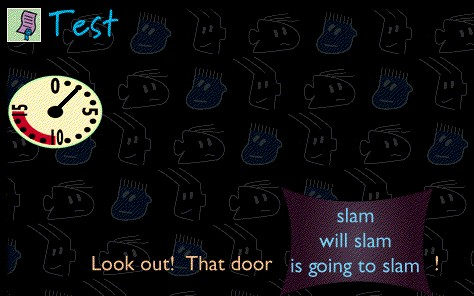 Test
0
5
10
15
slam
will slam
Look out! That door is going to slam !